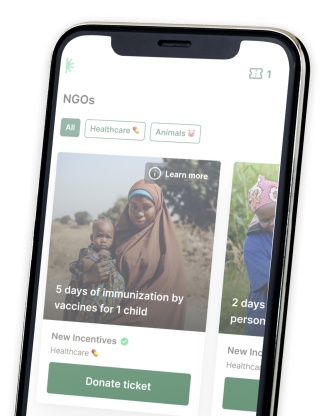 1
NGOs
All
Healthcare
Animals
Learn more
5 days of immunization by
vaccines for 1 child
New Incentives
Healthcare
Donate ticket
2 days
person
New Inc
Healthcare